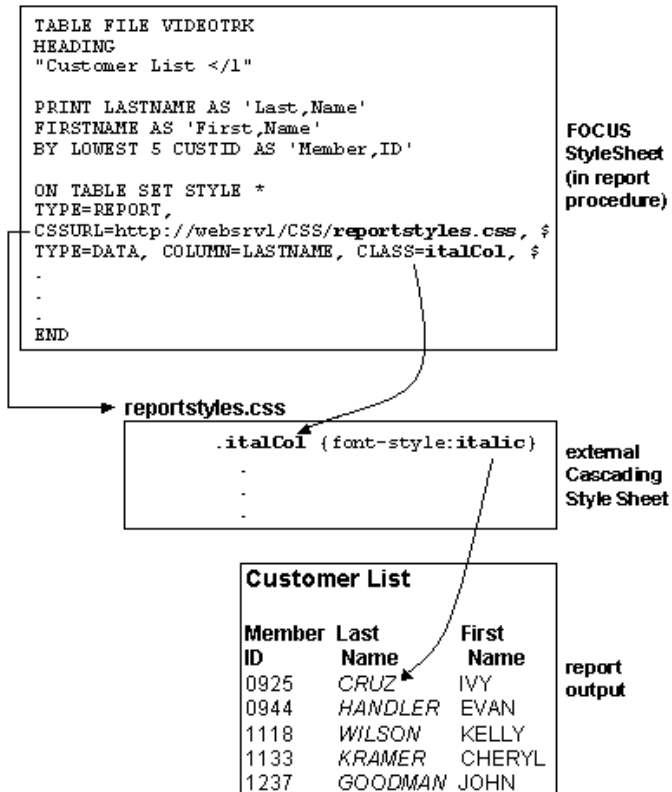 TABLE FILE VIDEOTRK
HEADING
"Customer List </1"
PRINT LASTNAME AS 'Last,Name'
FIRSTNAME AS 'First,Name'
BY LOWEST 5 CUSTID AS 'Member,ID'
ON TABLE SET STYLE *
TYPE=REPORT,
CSSURL=http://websrv1/CSS/reportstyles.css, $
TYPE=DATA, COLUMN=LASTNAME, CLASS=italCol, $
.
.
.
END
FOCUS
StyleSheet
(in report
procedure)
reportstyles.css
.italCol {font-style:italic}
.
.
.
external
Cascading
Style Sheet
Customer List
Member Last First
ID Name Name
0925 CRUZ IVY
0944 HANDLER EVAN
1118 WILSON KELLY
1133 KRAMER CHERYL
1237 GOODMAN JOHN
report
output